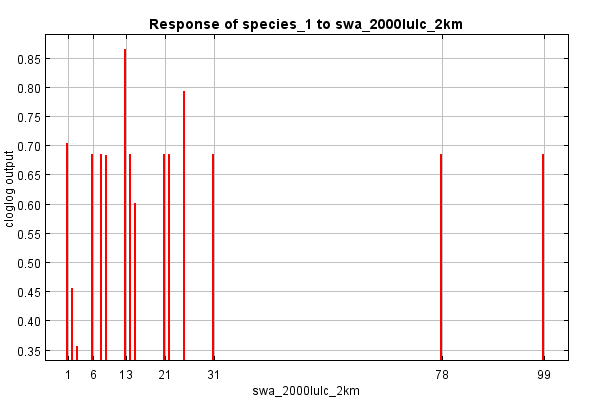 Response of species_1 to swa_2000lulc_2km
cloglog output
0.85
0.80
0.75
0.70
0.65
0.60
0.55
0.50
0.45
0.40
0.35
1 6 13 21 31 78 99
swa_2000lulc_2km